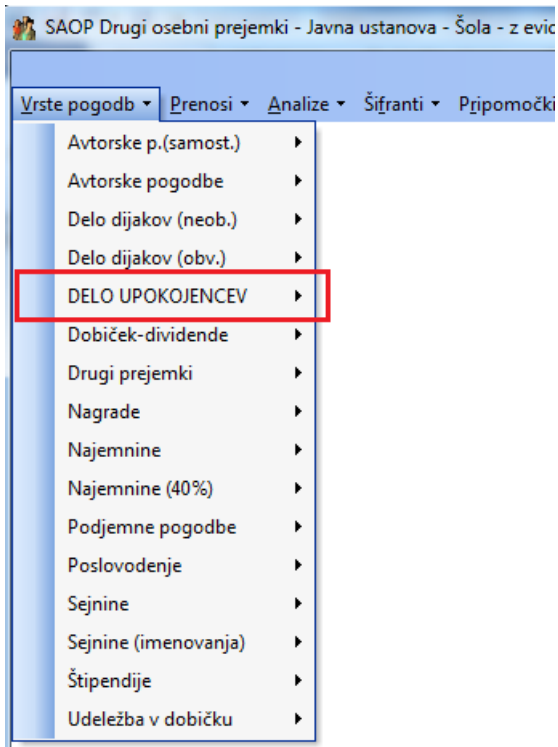 SAOP Drugi osebni prejemki - Javna ustanova - Šola - z evid
Vrste pogodb Prenosi Analize Šifranti Pripomočki
Avtorske p.(samost.)
Avtorske pogodbe
Delo dijakov (neob.)
Delo dijakov (obv.)
DELO UPOKOJENCEV
Dobiček-dividende
Drugi prejemki
Nagrade
Najemnine
Najemnine (40%)
Podjemne pogodbe
Poslovodenje
Sejnine
Sejnine (imenovanja)
Štipendije
Udeležba v dobičku